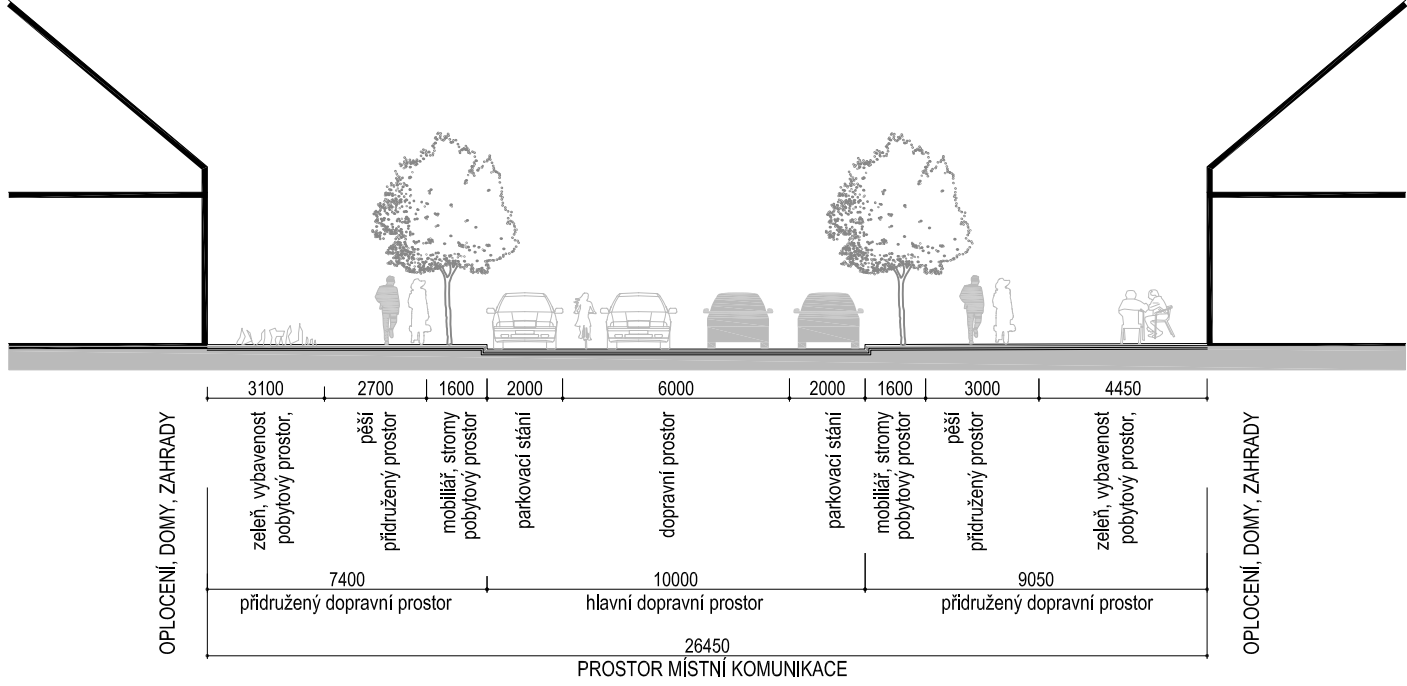 3100
2700
1600
2000
6000
2000
1600
3000
4450
OPLOCENÍ, DOMY, ZAHRADY
zeleň, vybavenost
pobytový prostor,
pěší
přidružený prostor
mobiliář, stromy
pobytový prostor
parkovací stání
dopravní prostor
parkovací stání
mobiliář, stromy
pobytový prostor
pěší
přidružený prostor
zeleň, vybavenost
pobytový prostor,
OPLOCENÍ, DOMY, ZAHRADY
7400
10000
9050
přidružený dopravní prostor
hlavní dopravní prostor
přidružený dopravní prostor
26450
PROSTOR MÍSTNÍ KOMUNIKACE